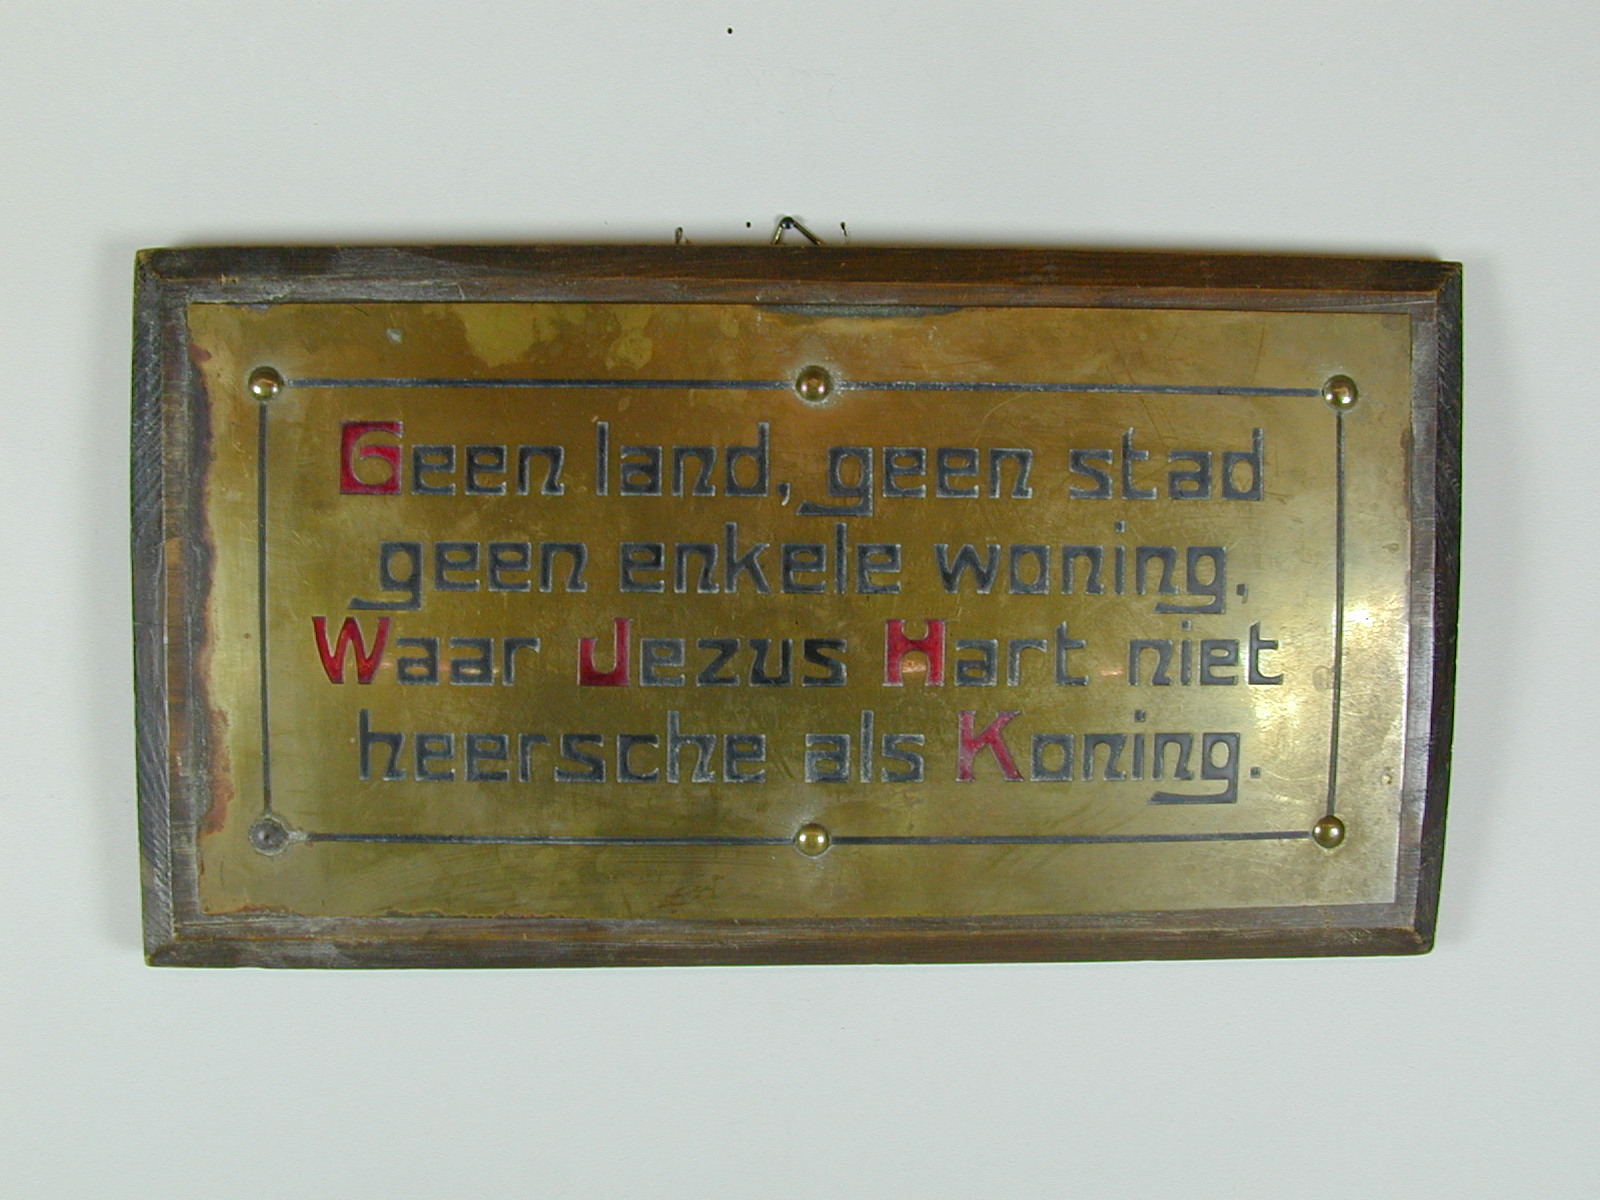 Geen land, geen stad
geen enkele woning,
Waar Jezus Hart niet
heersche als Koning.